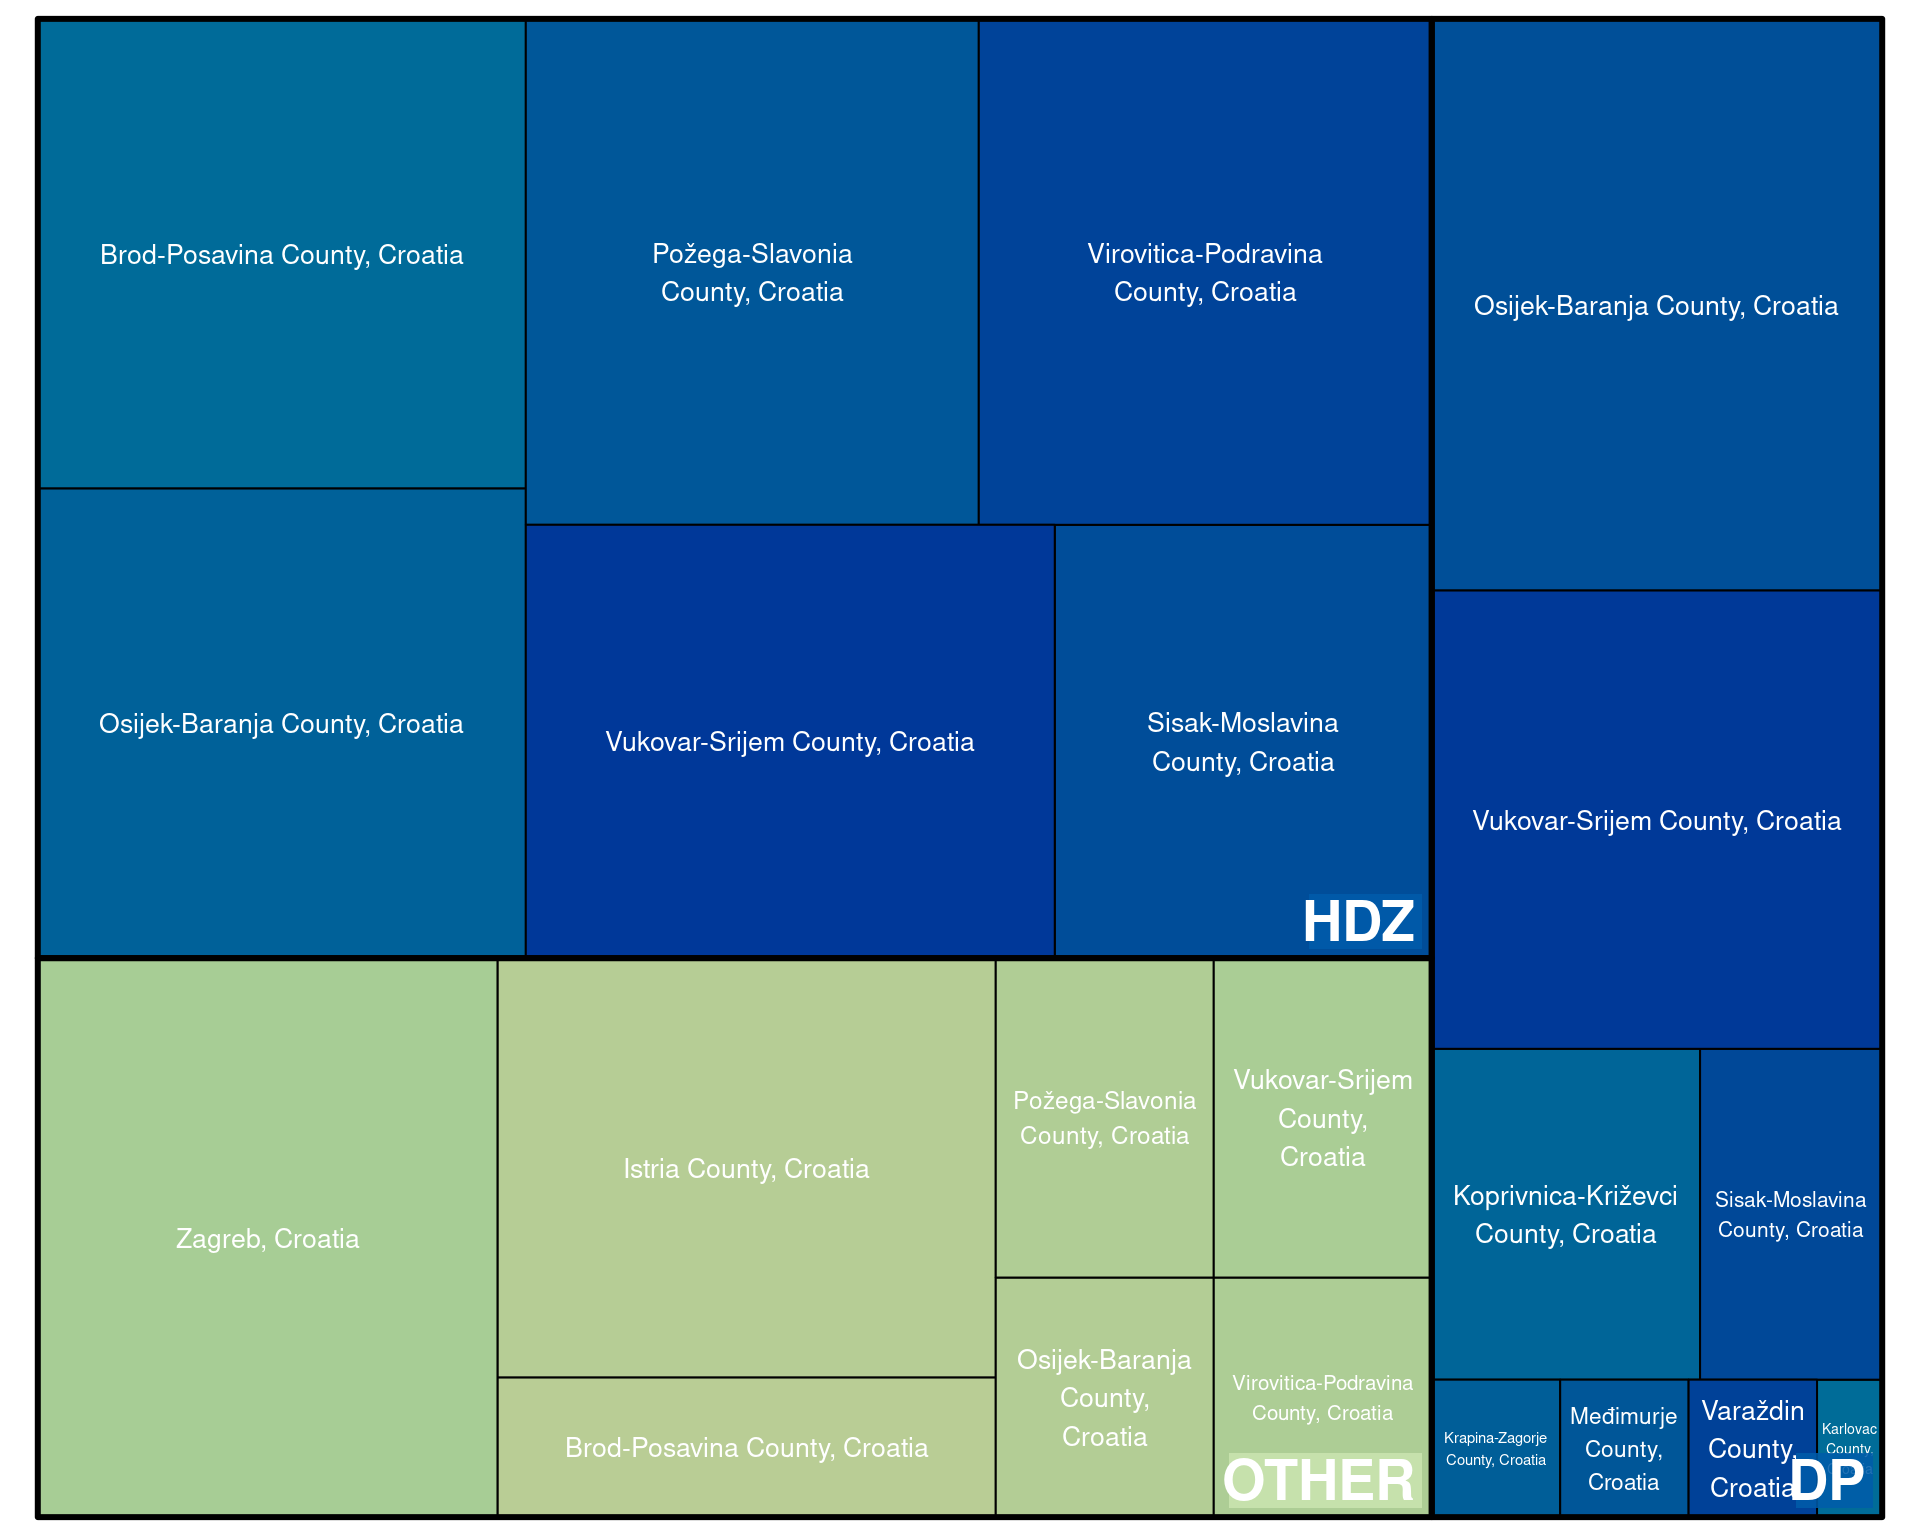 Brod-Posavina County, Croatia
Požega-Slavonia
County, Croatia
Virovitica-Podravina
County, Croatia
Osijek-Baranja County, Croatia
Vukovar-Srijem County, Croatia
Sisak-Moslavina
County, Croatia
HDZ
Osijek-Baranja County, Croatia
Vukovar-Srijem County, Croatia
Koprivnica-Križevci
County, Croatia
Sisak-Moslavina
County, Croatia
Krapina-Zagorje
County, Croatia
Međimurje
County,
Croatia
Varaždin
County,
Croatia
Karlovac
County,
DP
Zagreb, Croatia
Istria County, Croatia
Brod-Posavina County, Croatia
Požega-Slavonia
County, Croatia
Vukovar-Srijem
County,
Croatia
Osijek-Baranja
County,
Croatia
Virovitica-Podravina
County, Croatia
OTHER